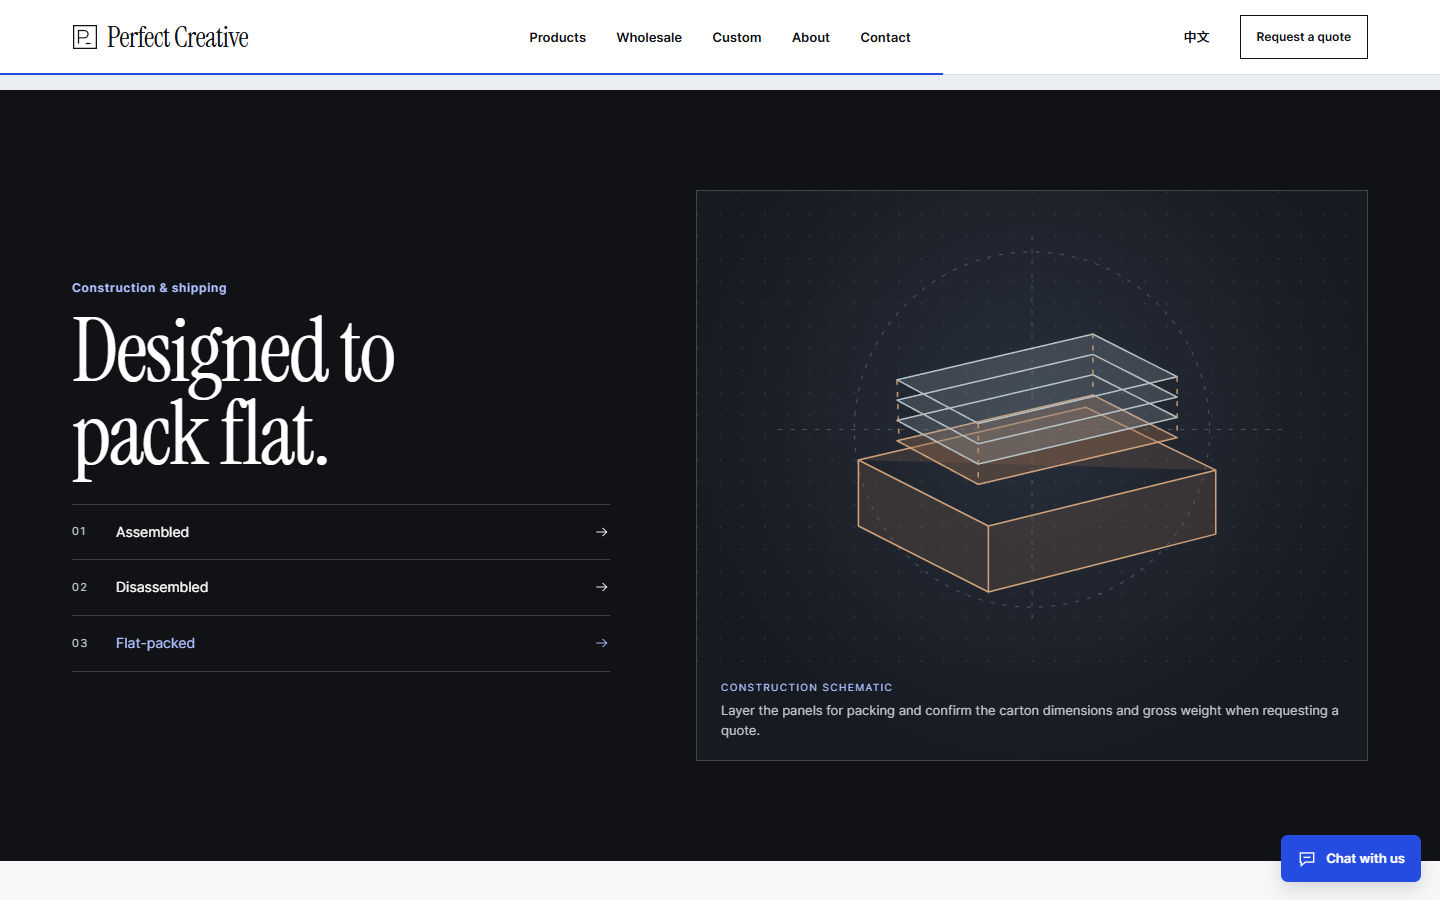 Perfect Creative
Products
Wholesale
Custom
About
Contact
中文
Request a quote
Construction & shipping
Designed to
pack flat.
01 Assembled
02 Disassembled
03 Flat-packed
CONSTRUCTION SCHEMATIC
Layer the panels for packing and confirm the carton dimensions and gross weight when requesting a
quote.
Chat with us